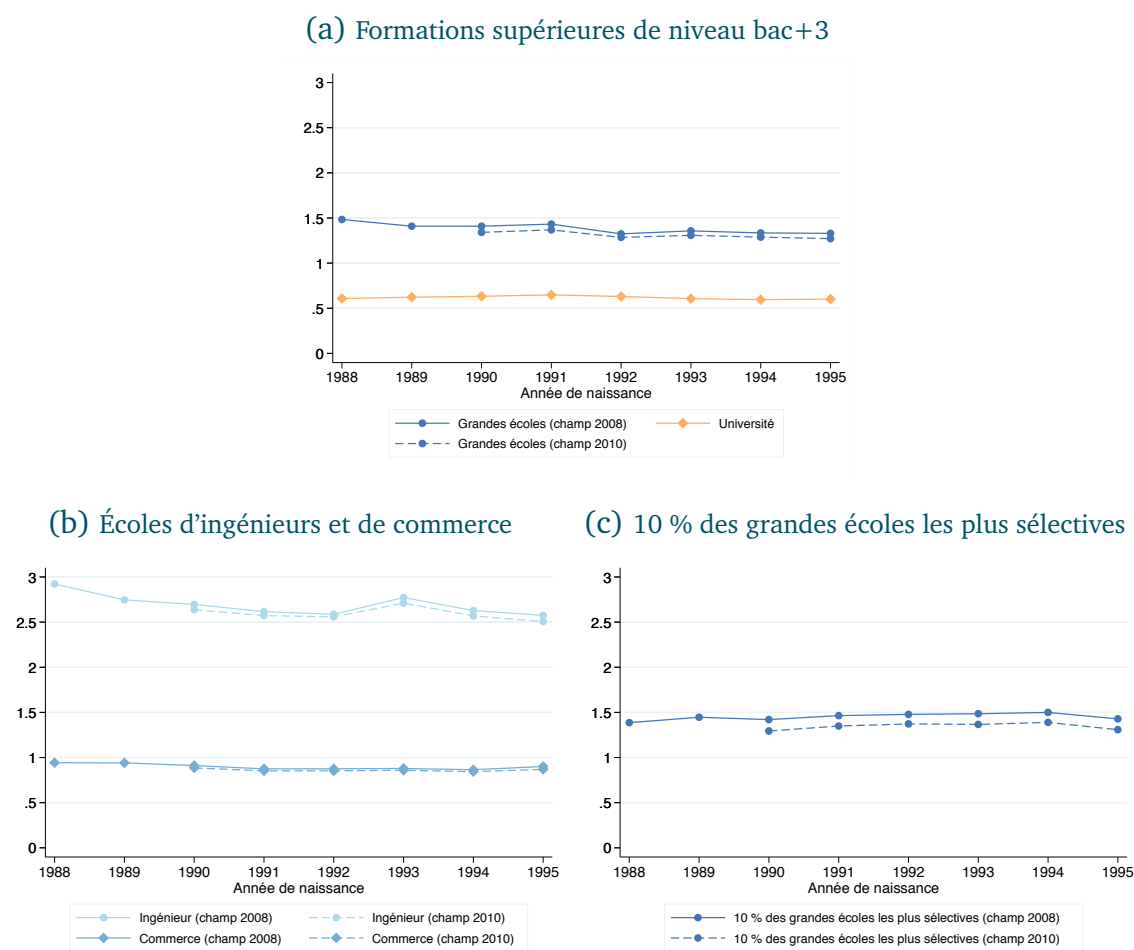 (a) Formations supérieures de niveau bac+3
3
2.5
2
1.5
1
.5
0
1988 1989 1990 1991 1992 1993 1994 1995
Année de naissance
Grandes écoles (champ 2008) Université
Grandes écoles (champ 2010)
(b) Écoles d'ingénieurs et de commerce
3
2.5
2
1.5
1
.5
0
1988 1989 1990 1991 1992 1993 1994 1995
Année de naissance
Ingénieur (champ 2008) Ingénieur (champ 2010)
Commerce (champ 2008) Commerce (champ 2010)
(c) 10 % des grandes écoles les plus sélectives
3
2.5
2
1.5
1
.5
0
1988 1989 1990 1991 1992 1993 1994 1995
Année de naissance
10 % des grandes écoles les plus sélectives (champ 2008)
10 % des grandes écoles les plus sélectives (champ 2010)